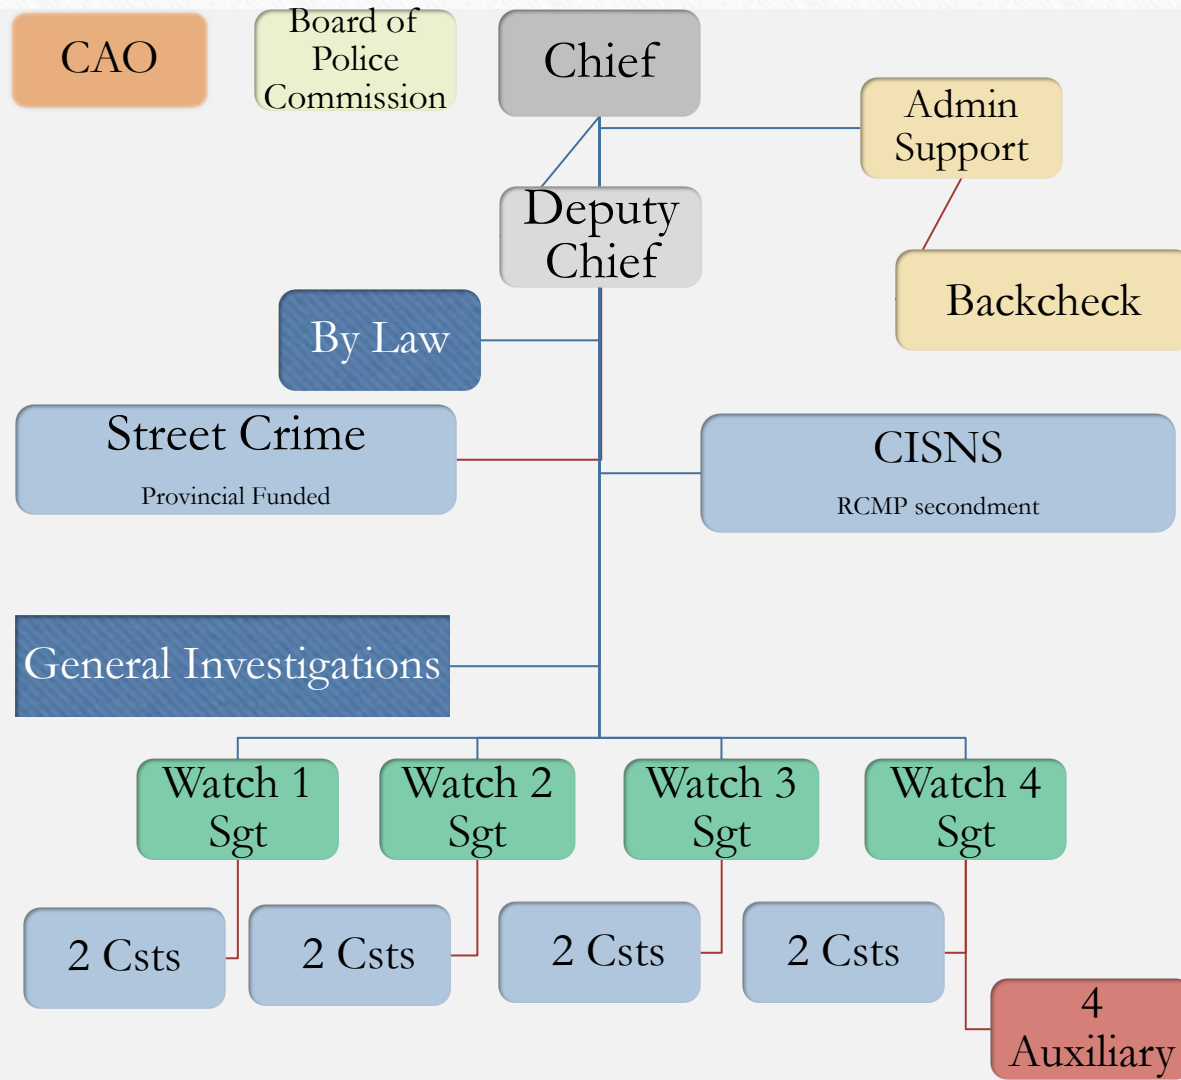 CAO
Board of
Police
Commission
Chief
Admin
Support
Deputy
Chief
Backcheck
By Law
Street Crime
Provincial Funded
CISNS
RCMP secondment
General Investigations
Watch 1
Sgt
Watch 2
Sgt
Watch 3
Sgt
Watch 4
Sgt
2 Csts
2 Csts
2 Csts
2 Csts
4
Auxiliary